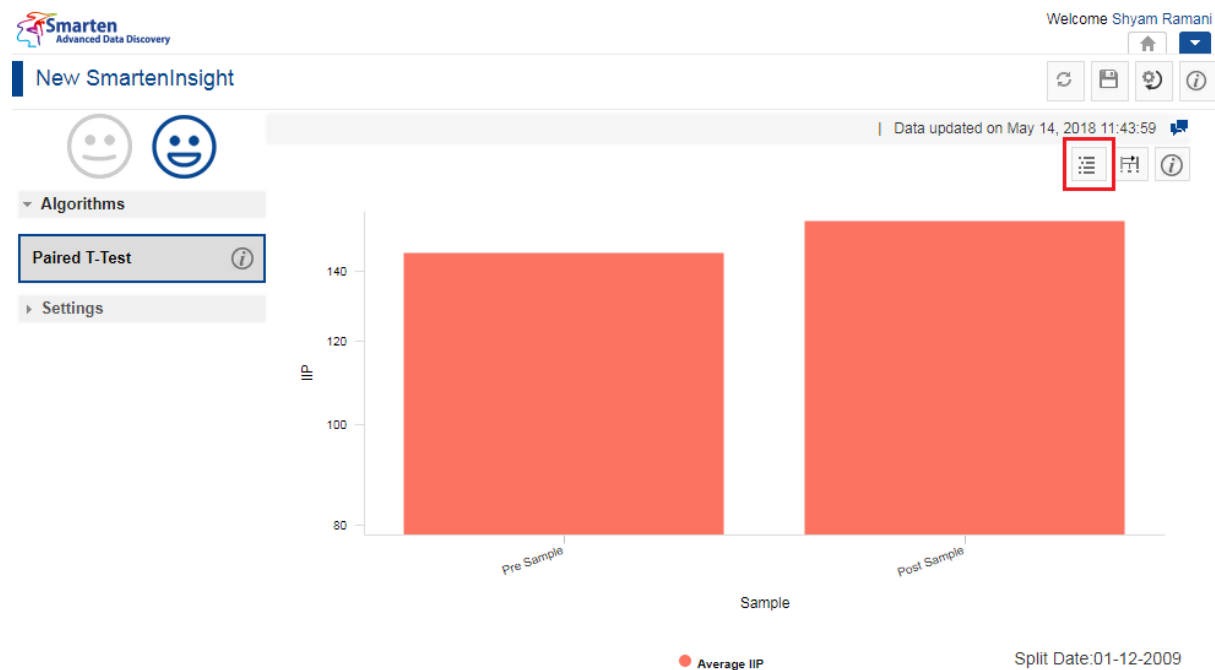 Smarten
Advanced Data Discovery
Welcome Shyam Ramani
New SmartenInsight
| Data updated on May 14, 2018 11:43:59
Algorithms
Paired T-Test
Settings
140
120
100
80
IIP
Pre Sample
Post Sample
Sample
Average IIP
Split Date:01-12-2009